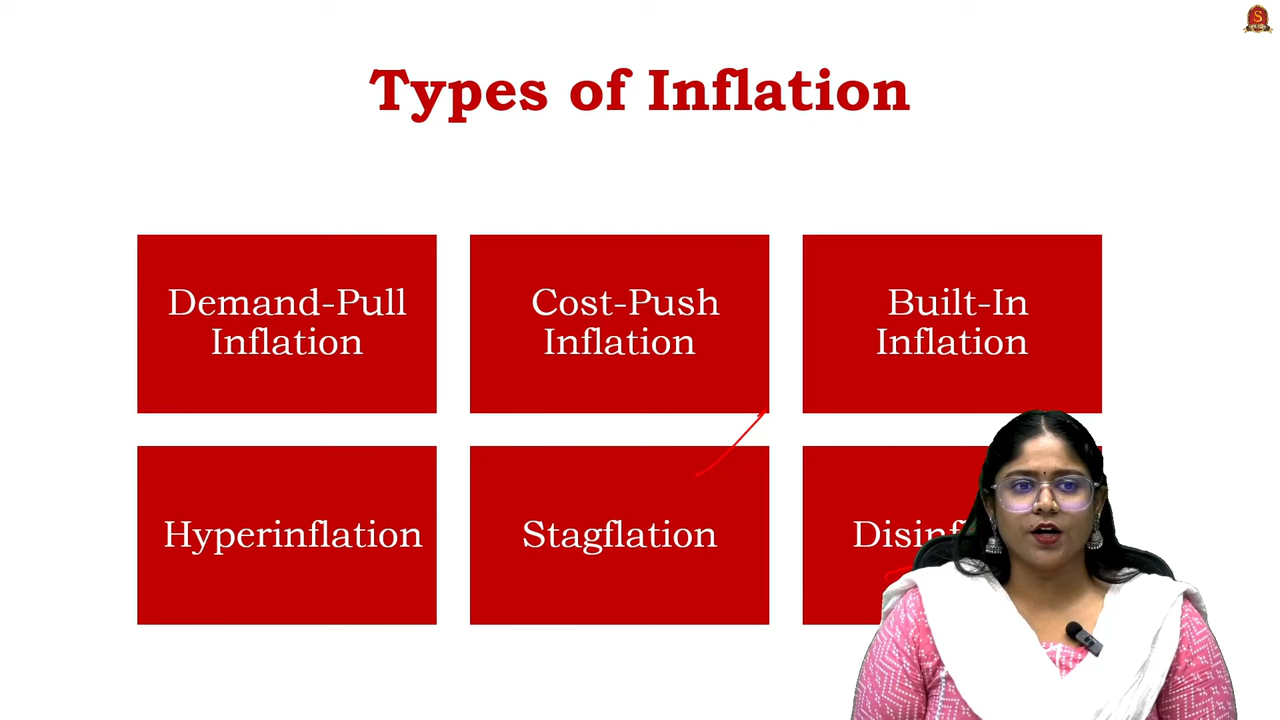 Types of Inflation
Demand-Pull
Inflation
Cost-Push
Inflation
Built-In
Inflation
Hyperinflation
Stagflation